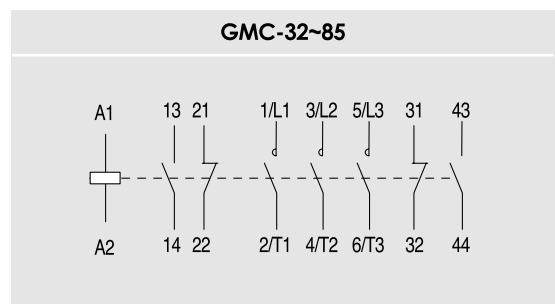 GMC-32~85
A1 13 21 1/L1 3/L2 5/L3 31 43
A2 14 22 2/T1 4/T2 6/T3 32 44